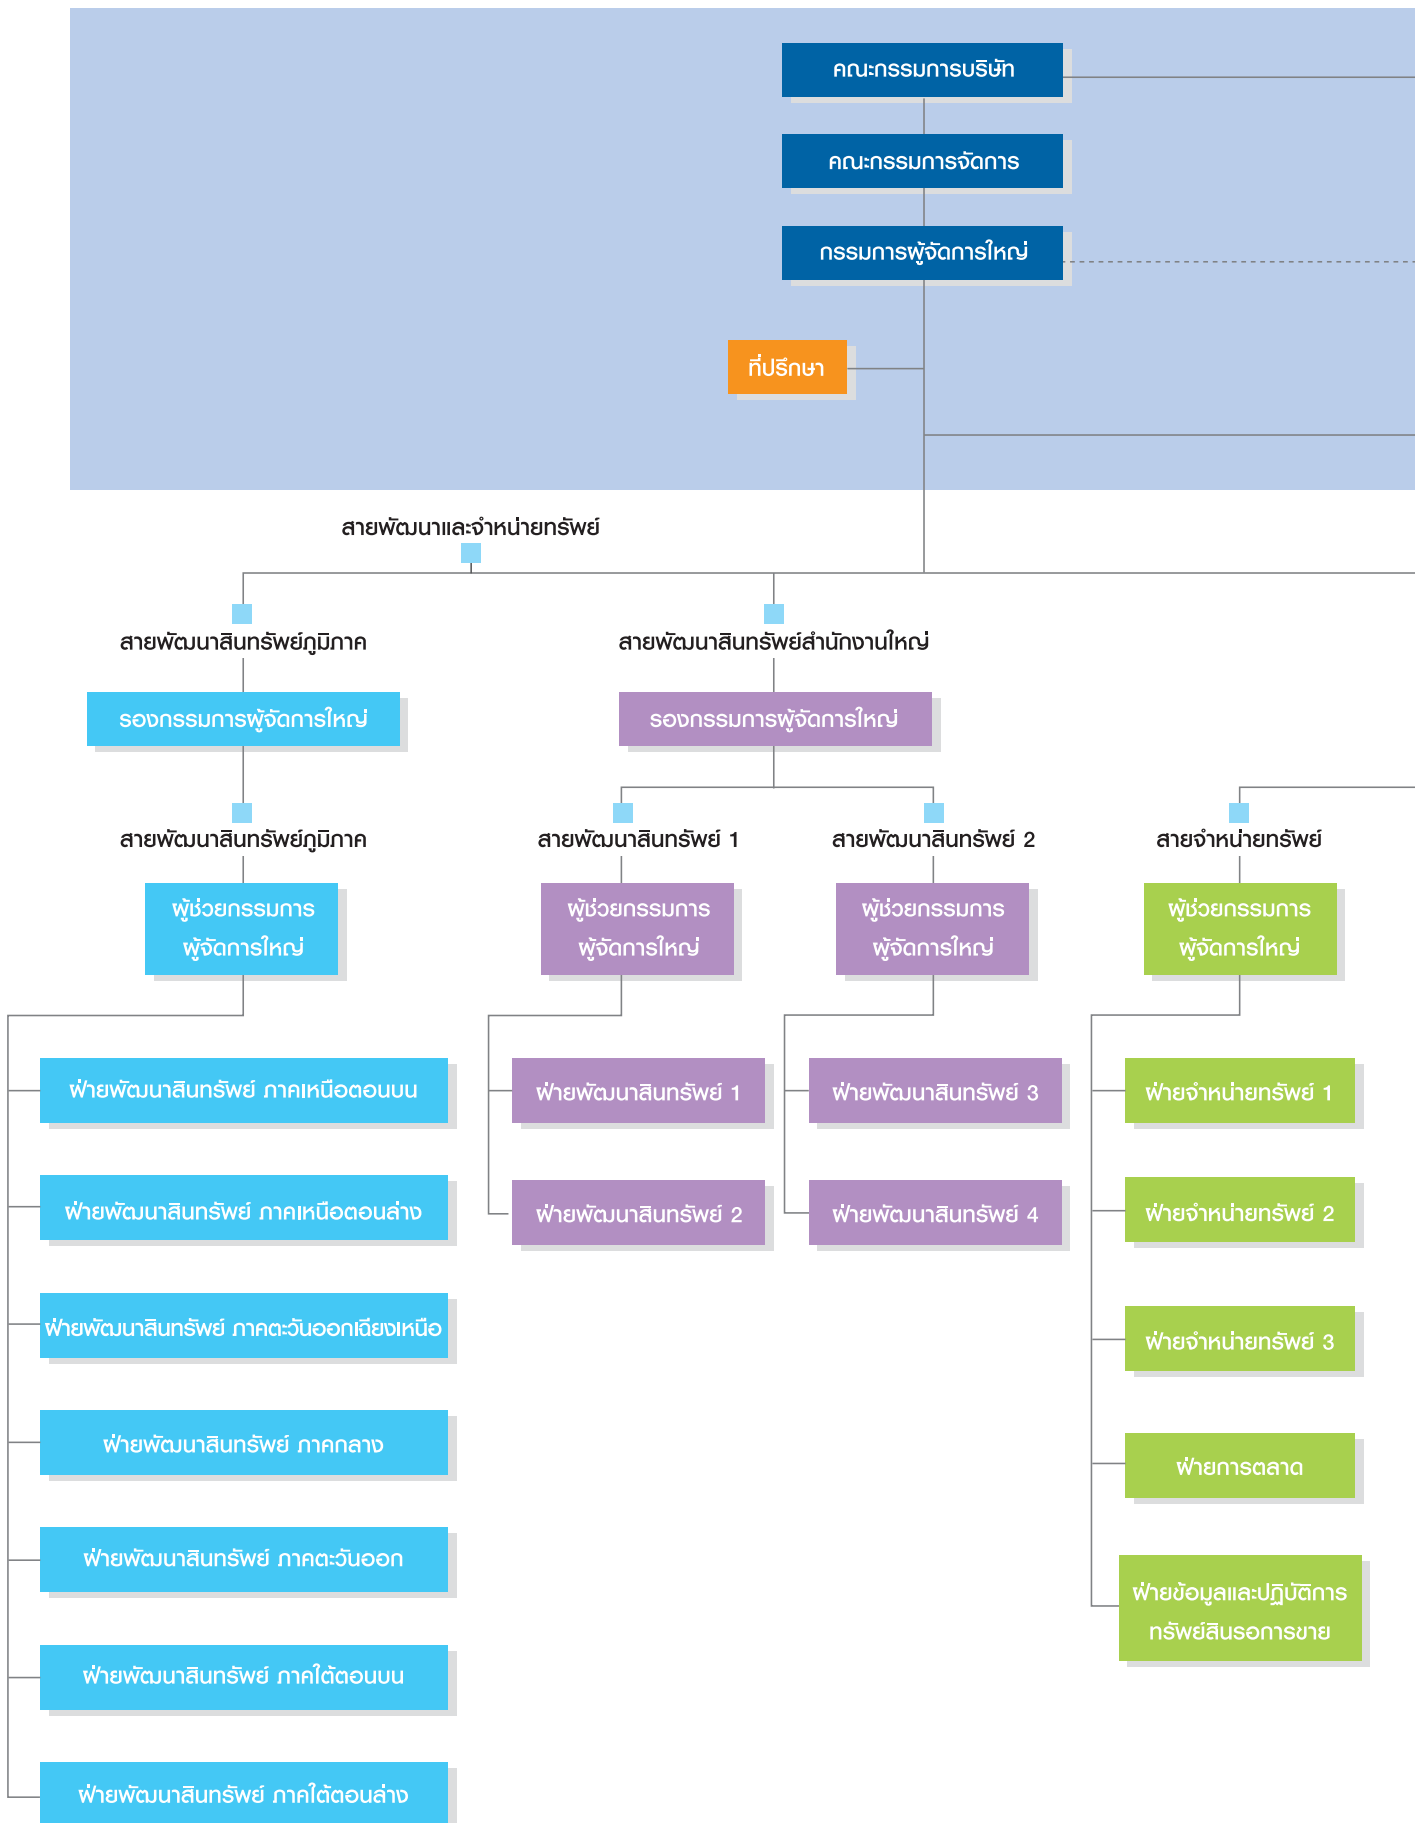 คณะกรรมการบริษัท
คณะกรรมการจัดการ
กรรมการผู้จัดการใหญ่
ที่ปรึกษา
สายพัฒนาและจำหน่ายทรัพย์
สายพัฒนาสินทรัพย์ภูมิภาค
สายพัฒนาสินทรัพย์สำนักงานใหญ่
รองกรรมการผู้จัดการใหญ่
รองกรรมการผู้จัดการใหญ่
สายพัฒนาสินทรัพย์ภูมิภาค
สายพัฒนาสินทรัพย์ 1
สายพัฒนาสินทรัพย์ 2
สายจำหน่ายทรัพย์
ผู้ช่วยกรรมการ
ผู้จัดการใหญ่
ผู้ช่วยกรรมการ
ผู้จัดการใหญ่
ผู้ช่วยกรรมการ
ผู้จัดการใหญ่
ผู้ช่วยกรรมการ
ผู้จัดการใหญ่
ฝ่ายพัฒนาสินทรัพย์ ภาคเหนือตอนบน
ฝ่ายพัฒนาสินทรัพย์ ภาคเหนือตอนล่าง
ฝ่ายพัฒนาสินทรัพย์ ภาคตะวันออกเฉียงเหนือ
ฝ่ายพัฒนาสินทรัพย์ ภาคกลาง
ฝ่ายพัฒนาสินทรัพย์ ภาคตะวันออก
ฝ่ายพัฒนาสินทรัพย์ ภาคใต้ตอนบน
ฝ่ายพัฒนาสินทรัพย์ ภาคใต้ตอนล่าง
ฝ่ายพัฒนาสินทรัพย์ 1
ฝ่ายพัฒนาสินทรัพย์ 2
ฝ่ายพัฒนาสินทรัพย์ 3
ฝ่ายพัฒนาสินทรัพย์ 4
ฝ่ายจำหน่ายทรัพย์ 1
ฝ่ายจำหน่ายทรัพย์ 2
ฝ่ายจำหน่ายทรัพย์ 3
ฝ่ายการตลาด
ฝ่ายข้อมูลและปฏิบัติการ
ทรัพย์สินรอการขาย